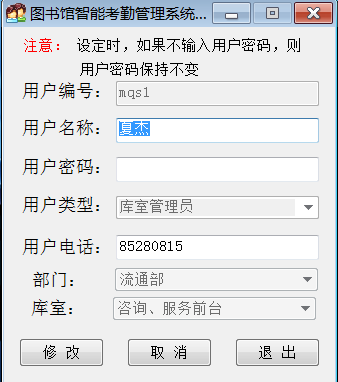 图书馆智能考勤管理系统...
注意： 设定时，如果不输入用户密码，则
用户密码保持不变
用户编号： mqs1
用户名称： 夏杰
用户密码：
用户类型： 库室管理员
用户电话： 85280815
部门： 流通部
库室： 咨询、服务前台
修 改 取 消 退 出